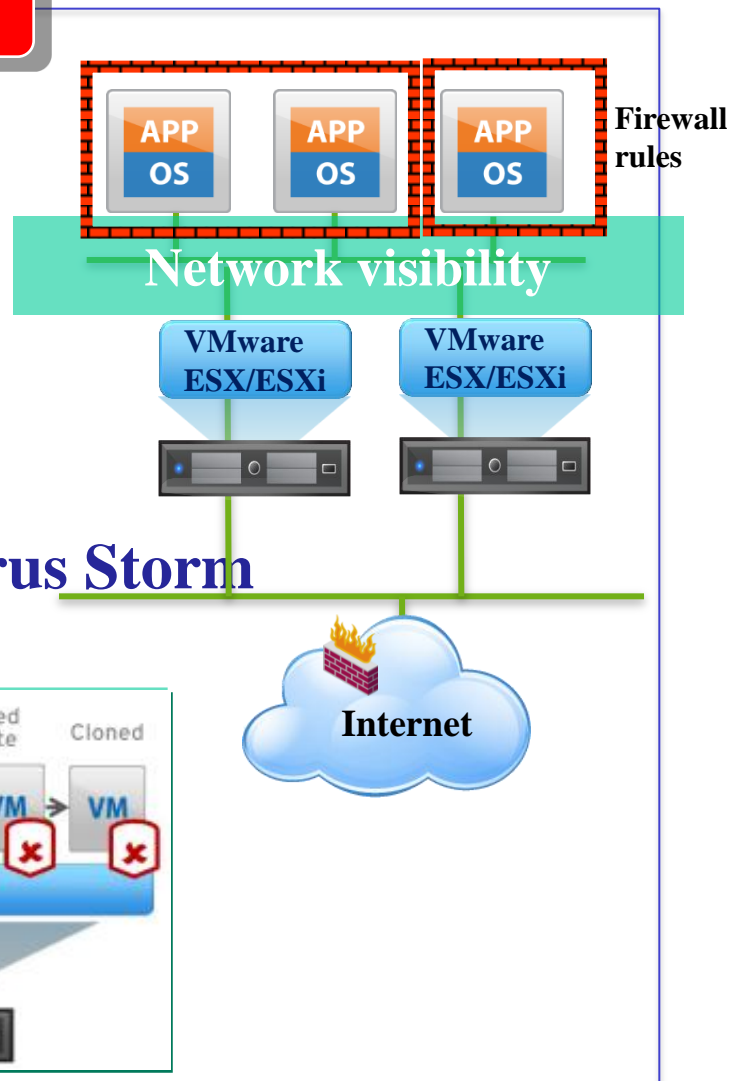 APP
OS
APP
OS
APP
OS
Firewall
rules
Network visibility
VMware
ESX/ESXi
VMware
ESX/ESXi
rus Storm
Internet
Cloned
VM